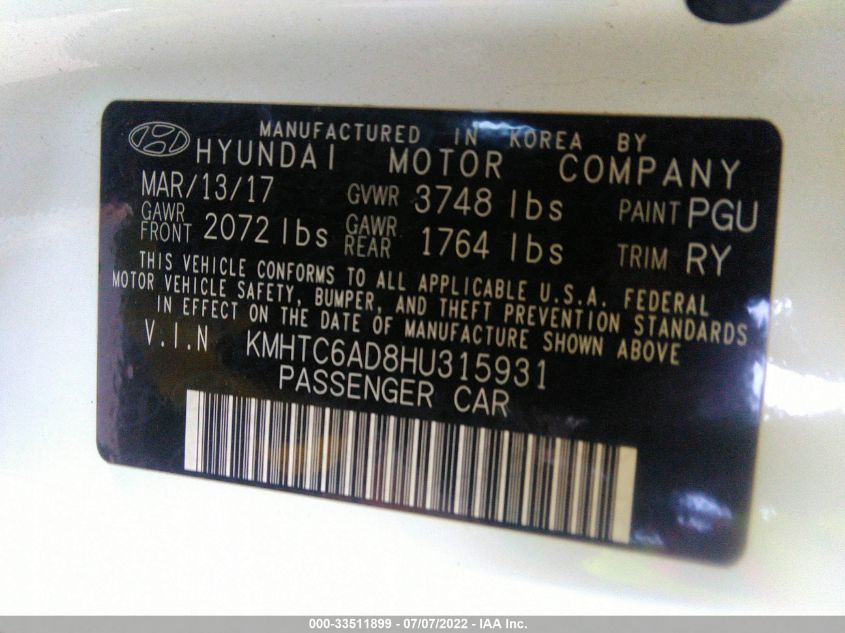 MANUFACTURED IN KOREA BY
HYUNDAI MOTOR COMPANY
MAR/13/17 GVWR 3748 lbs PAINT PGU
GAWR FRONT 2072 lbs GAWR REAR 1764 lbs TRIM RY
THIS VEHICLE CONFORMS TO ALL APPLICABLE U.S.A. FEDERAL
MOTOR VEHICLE SAFETY, BUMPER, AND THEFT PREVENTION STANDARDS
IN EFFECT ON THE DATE OF MANUFACTURE SHOWN ABOVE
V.I.N KMHTC6AD8HU315931
PASSENGER CAR
000-33511899 - 07/07/2022 - IAA Inc.